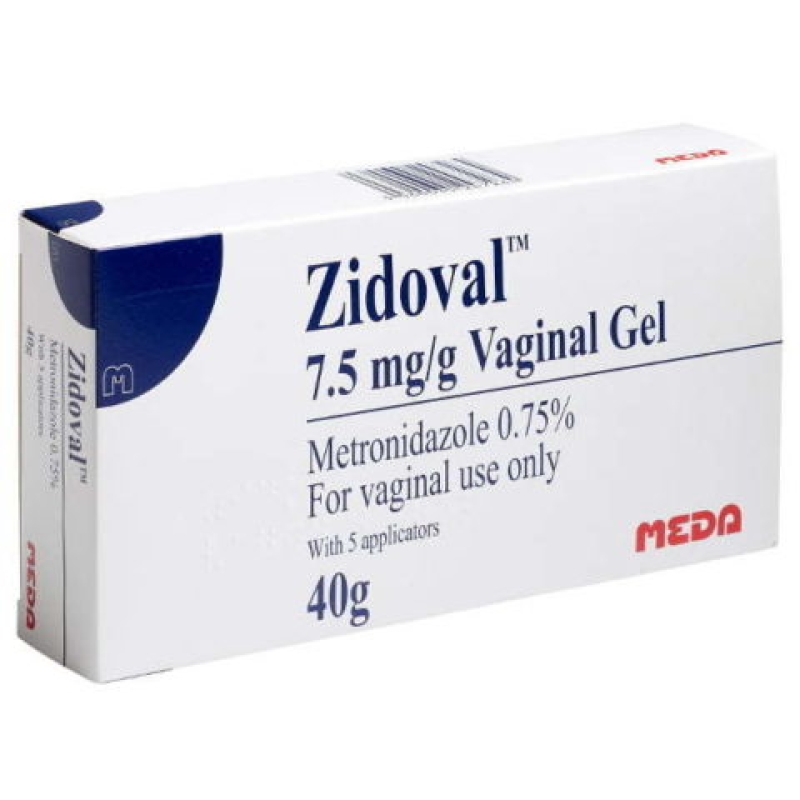 MEDA
Zidoval™
7.5 mg/g Vaginal Gel
Metronidazole 0.75%
For vaginal use only
With 5 applicators
40g
MEDA
M
M
Zidoval™
Metronidazole 0.75%
With 5 applicators
40g
MEDA